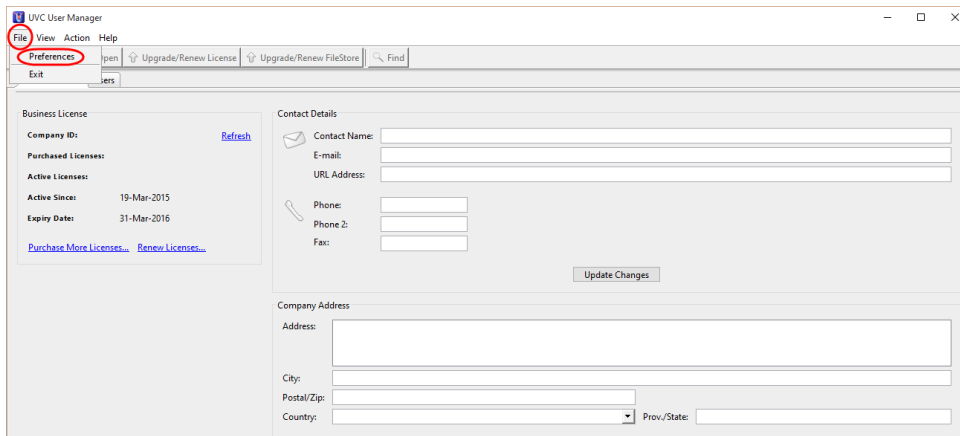 UVC User Manager
File View Action Help
Preferences
Upgrade/Renew License Upgrade/Renew FileStore Find
Exit
Business License
Company ID: Refresh
Purchased Licenses:
Active Licenses:
Active Since: 19-Mar-2015
Expiry Date: 31-Mar-2016
Purchase More Licenses... Renew Licenses...
Contact Details
Contact Name:
E-mail:
URL Address:
Phone:
Phone 2:
Fax:
Update Changes
Company Address
Address:
City:
Postal/Zip:
Country: Prov./State: